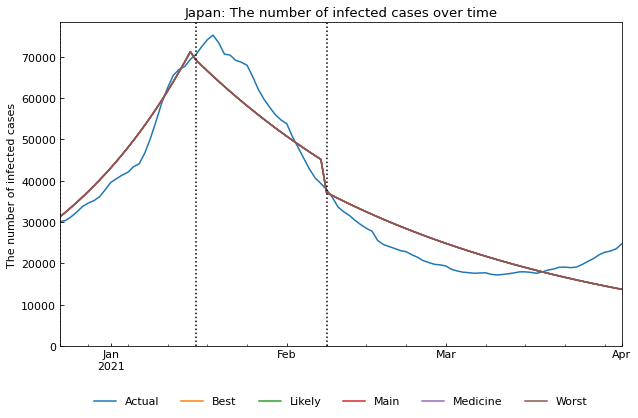 Japan: The number of infected cases over time
The number of infected cases
70000
60000
50000
40000
30000
20000
10000
0
Jan
2021
Feb
Mar
Apr
Actual
Best
Likely
Main
Medicine
Worst